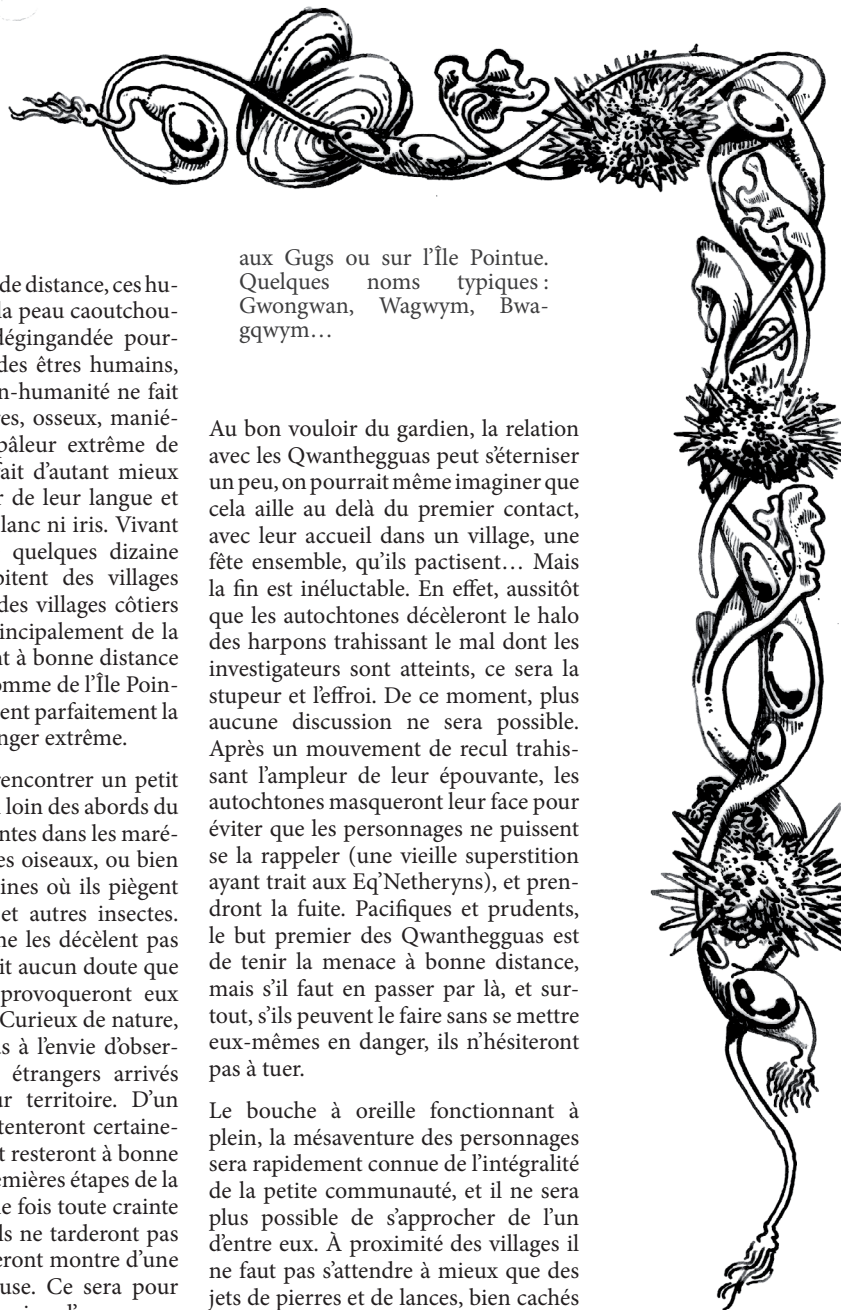 de distance, ces hu-
la peau caoutchou-
dégingandée pour-
des êtres humains,
n-humanité ne fait
res, osseux, manié-
pâleur extrême de
fait d'autant mieux
r de leur langue et
lanc ni iris. Vivant
quelques dizaine
pitent des villages
des villages côtiers
incipalement de la
nt à bonne distance
omme de l'Île Poin-
ent parfaitement la
nger extrême.
rencontrer un petit
loin des abords du
ntes dans les maré-
es oiseaux, ou bien
ines où ils piègent
et autres insectes.
ne les décèlent pas
it aucun doute que
provoqueront eux
Curieux de nature,
s à l'envie d'obser-
étrangers arrivés
ur territoire. D'un
tenteront certaine-
t resteront à bonne
emières étapes de la
e fois toute crainte
ls ne tarderont pas
eront montre d'une
use. Ce sera pour
aux Gugs ou sur l'Île Pointue.
Quelques noms typiques :
Gwongwan, Wagwym, Bwa-
gqwym…
Au bon vouloir du gardien, la relation
avec les Qwanthegguas peut s'éterniser
un peu, on pourrait même imaginer que
cela aille au delà du premier contact,
avec leur accueil dans un village, une
fête ensemble, qu'ils pactisent… Mais
la fin est inéluctable. En effet, aussitôt
que les autochtones décèleront le halo
des harpons trahissant le mal dont les
investigateurs sont atteints, ce sera la
stupeur et l'effroi. De ce moment, plus
aucune discussion ne sera possible.
Après un mouvement de recul trahis-
sant l'ampleur de leur épouvante, les
autochtones masqueront leur face pour
éviter que les personnages ne puissent
se la rappeler (une vieille superstition
ayant trait aux Eq'Netheryns), et pren-
dront la fuite. Pacifiques et prudents,
le but premier des Qwanthegguas est
de tenir la menace à bonne distance,
mais s'il faut en passer par là, et sur-
tout, s'ils peuvent le faire sans se mettre
eux-mêmes en danger, ils n'hésiteront
pas à tuer.
Le bouche à oreille fonctionnant à
plein, la mésaventure des personnages
sera rapidement connue de l'intégralité
de la petite communauté, et il ne sera
plus possible de s'approcher de l'un
d'entre eux. À proximité des villages il
ne faut pas s'attendre à mieux que des
jets de pierres et de lances, bien cachés